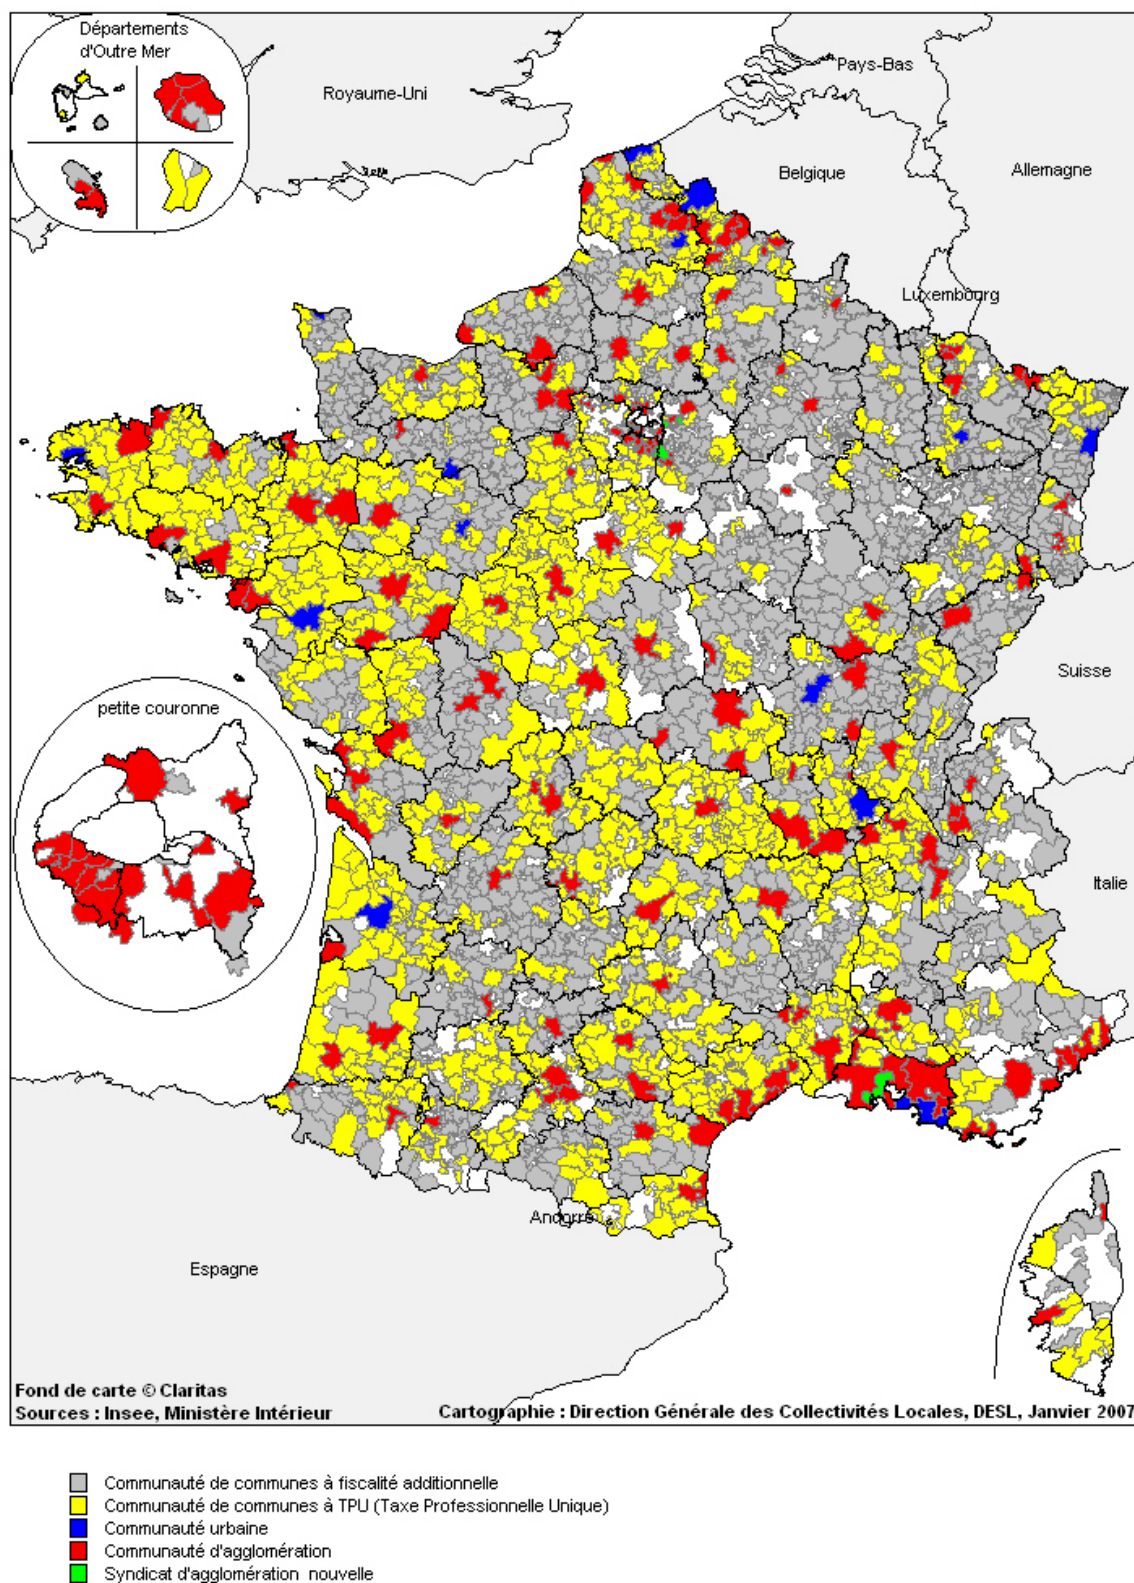 Départements
d'Outre Mer
Royaume-Uni
Pays-Bas
Belgique
Allemagne
Luxembourg
Suisse
petite couronne
Italie
Andorre
Espagne
Fond de carte © Claritas
Sources : Insee, Ministère Intérieur
Cartographie : Direction Générale des Collectivités Locales, DESL, Janvier 2007
Communauté de communes à fiscalité additionnelle
Communauté de communes à TPU (Taxe Professionnelle Unique)
Communauté urbaine
Communauté d'agglomération
Syndicat d'agglomération nouvelle